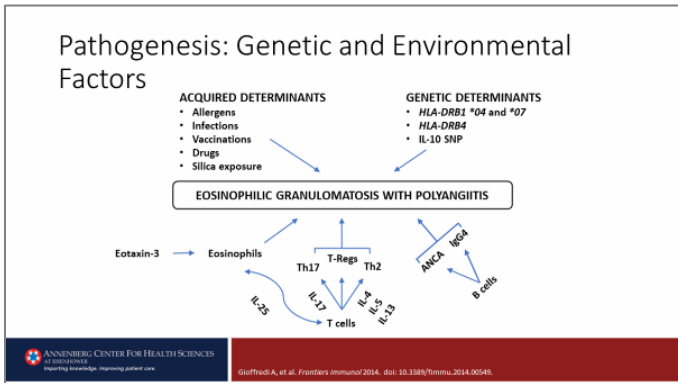 Pathogenesis: Genetic and Environmental
Factors
ACQUIRED DETERMINANTS
• Allergens
• Infections
• Vaccinations
• Drugs
• Silica exposure
GENETIC DETERMINANTS
• HLA-DRB1 *04 and *07
• HLA-DRB4
• IL-10 SNP
EOSINOPHILIC GRANULOMATOSIS WITH POLYANGIITIS
Eotaxin-3
Eosinophils
Th17
T-Regs
Th2
ANCA
IgG4
IL-25
IL-17
IL-4
IL-5
IL-13
T cells
B cells
ANNENBERG CENTER FOR HEALTH SCIENCES
AT EISENHOWER
Imparting knowledge. Improving patient care.
Gioffredi A, et al. Frontiers Immunol 2014. doi: 10.3389/fimmu.2014.00549.